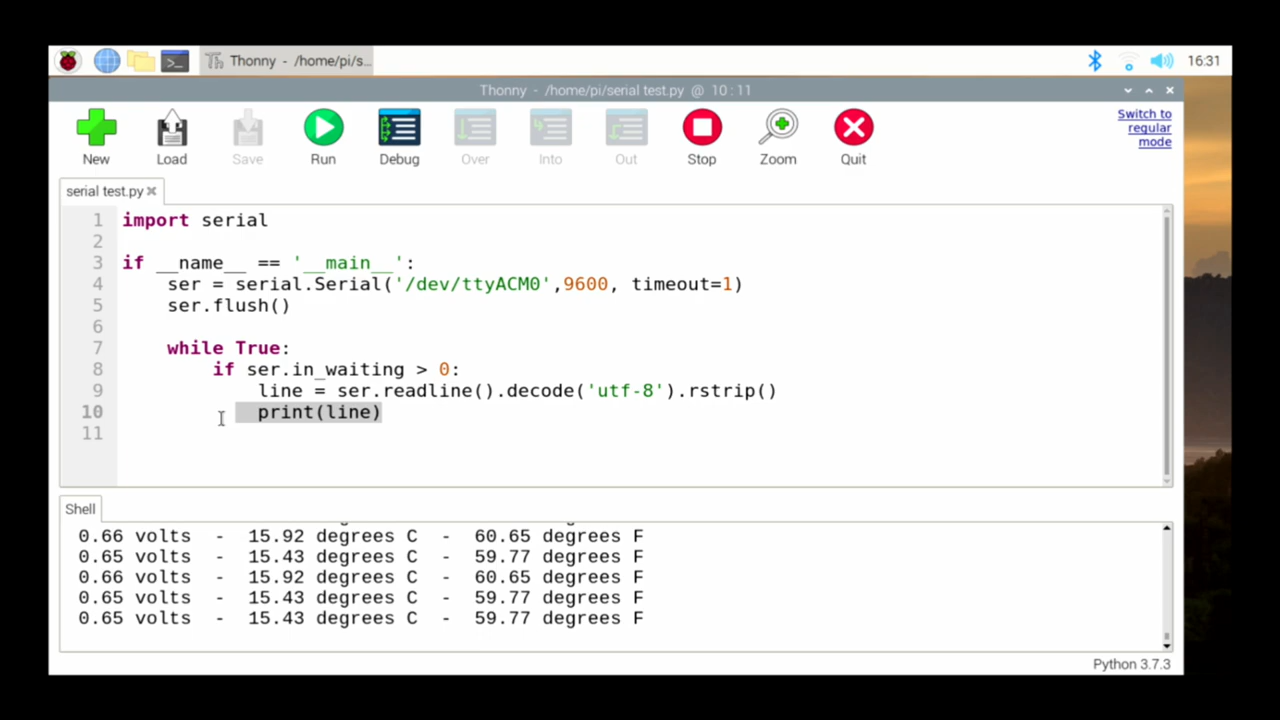 Thonny - /home/pi/s...
16:31
Thonny - /home/pi/serial test.py @ 10:11
New
Load
Save
Run
Debug
Over
Into
Out
Stop
Zoom
Quit
Switch to
regular
mode
serial test.py
1 import serial
2
3 if __name__ == '__main__':
4     ser = serial.Serial('/dev/ttyACM0',9600, timeout=1)
5     ser.flush()
6
7     while True:
8         if ser.in_waiting > 0:
9             line = ser.readline().decode('utf-8').rstrip()
10             print(line)
11
Shell
0.66 volts  -  15.92 degrees C  -  60.65 degrees F
0.65 volts  -  15.43 degrees C  -  59.77 degrees F
0.66 volts  -  15.92 degrees C  -  60.65 degrees F
0.65 volts  -  15.43 degrees C  -  59.77 degrees F
0.65 volts  -  15.43 degrees C  -  59.77 degrees F
Python 3.7.3